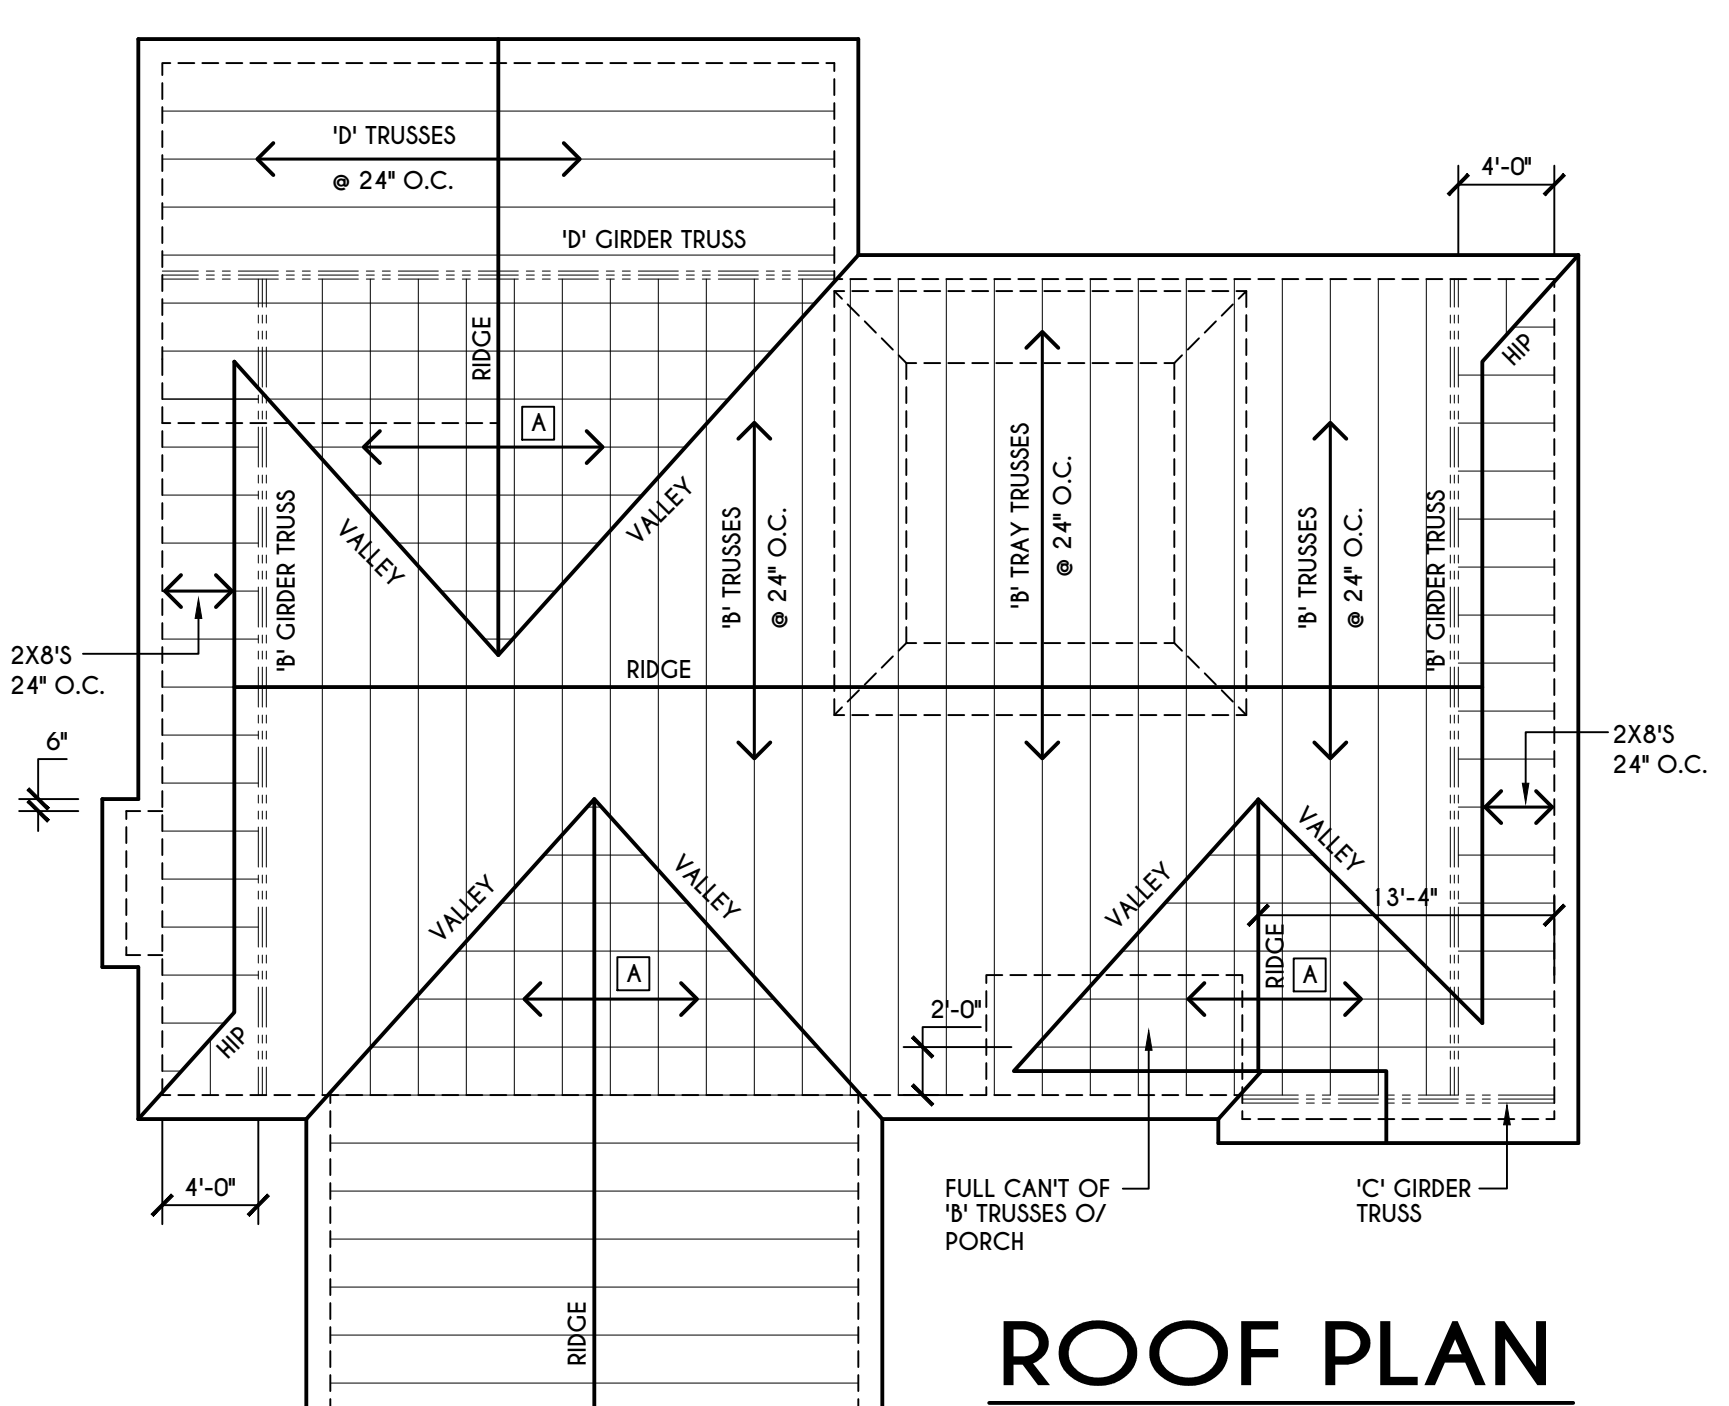 'D' TRUSSES
@ 24" O.C.
4'-0"
'D' GIRDER TRUSS
RIDGE
HIP
A
VALLEY
VALLEY
'B' GIRDER TRUSS
'B' TRUSSES
@ 24" O.C.
'B' TRAY TRUSSES
@ 24" O.C.
'B' TRUSSES
@ 24" O.C.
'B' GIRDER TRUSS
2X8'S
24" O.C.
RIDGE
6"
2X8'S
24" O.C.
VALLEY
VALLEY
VALLEY
VALLEY
13'-4"
A
RIDGE
A
2'-0"
HIP
4'-0"
FULL CAN'T OF
'B' TRUSSES O/
PORCH
'C' GIRDER
TRUSS
RIDGE
ROOF PLAN